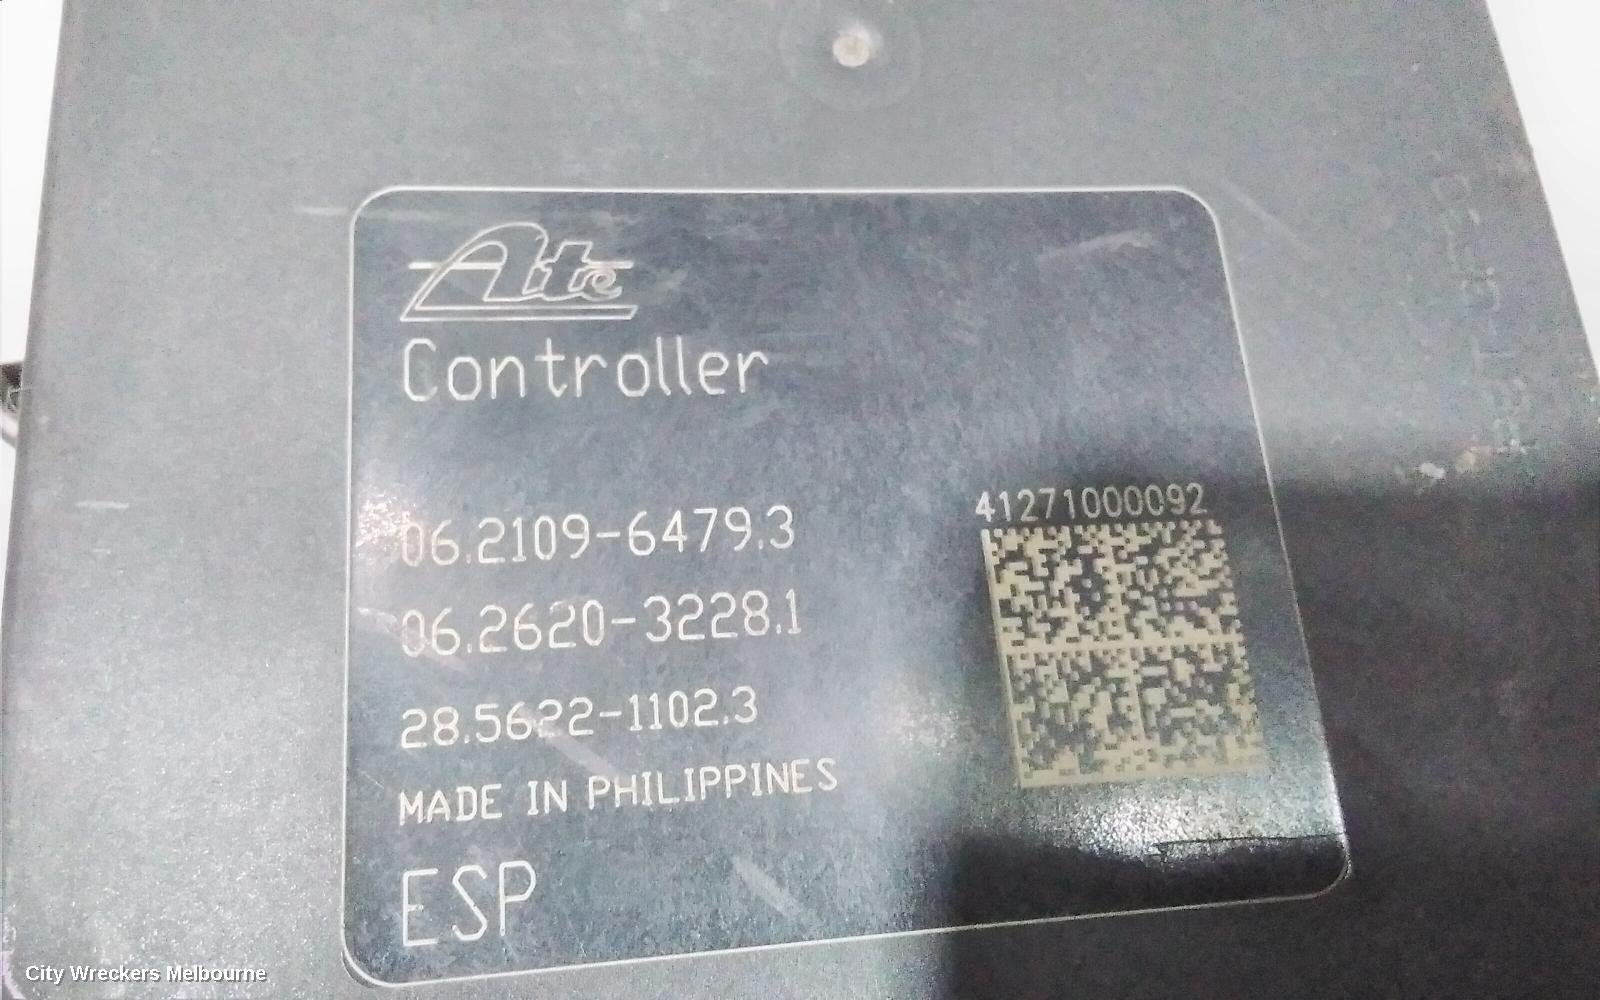 Ate
Controller
06.2109-6479.3
06.2620-3228.1
28.5622-1102.3
MADE IN PHILIPPINES
ESP
41271000092
City Wreckers Melbourne